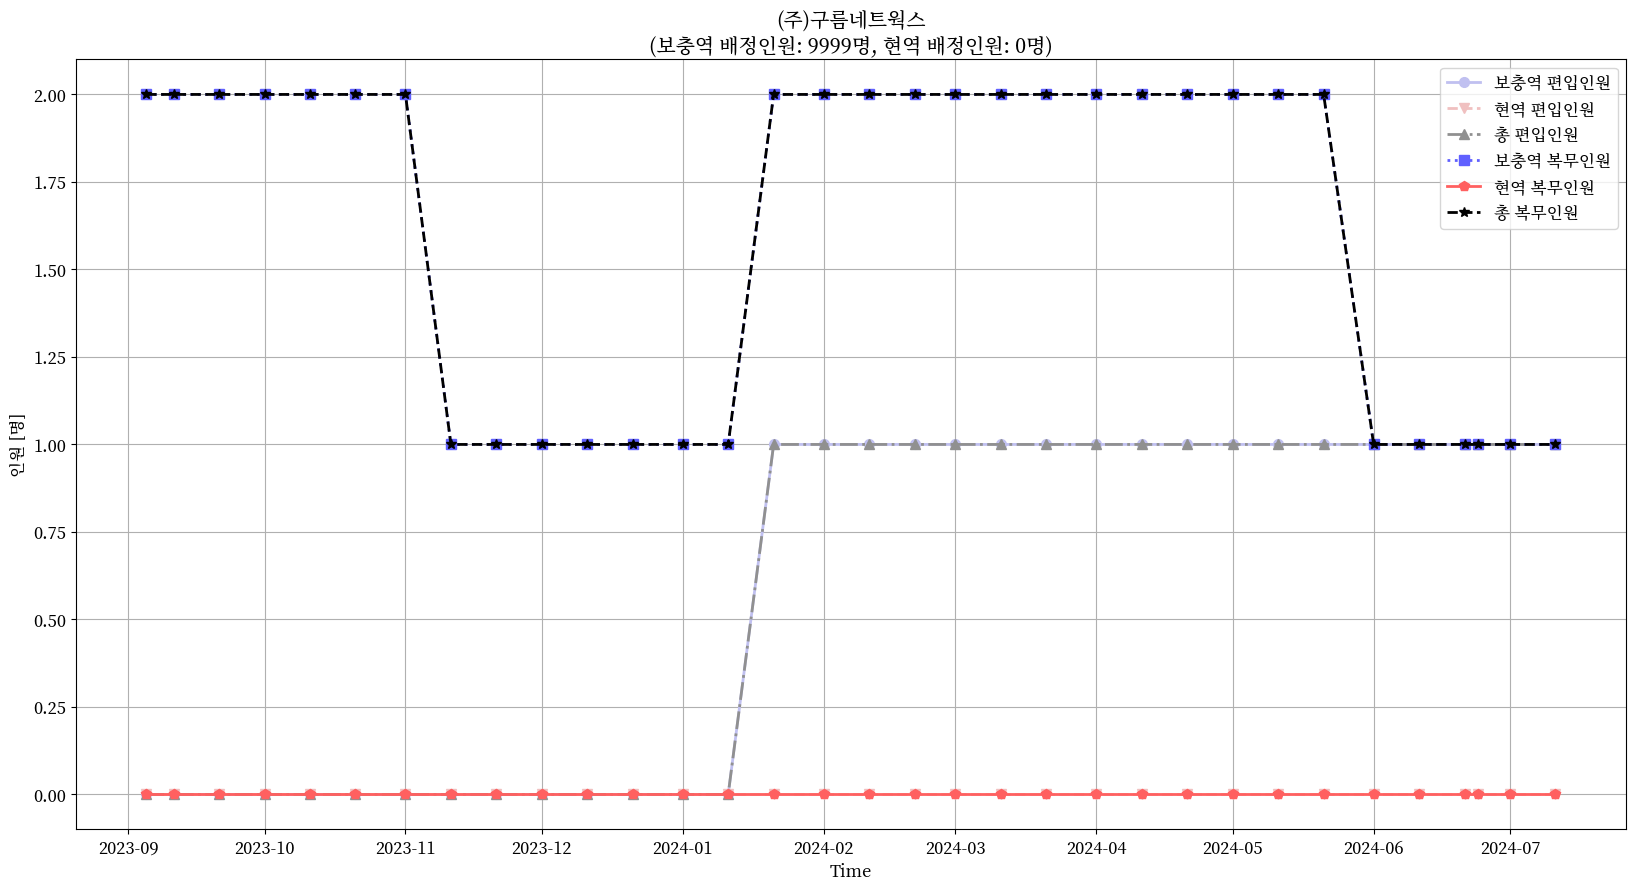 (주)구름네트웍스
(보충역 배정인원: 9999명, 현역 배정인원: 0명)
보충역 편입인원
현역 편입인원
총 편입인원
보충역 복무인원
현역 복무인원
총 복무인원
인원 [명]
2.00
1.75
1.50
1.25
1.00
0.75
0.50
0.25
0.00
2023-09 2023-10 2023-11 2023-12 2024-01 2024-02 2024-03 2024-04 2024-05 2024-06 2024-07
Time